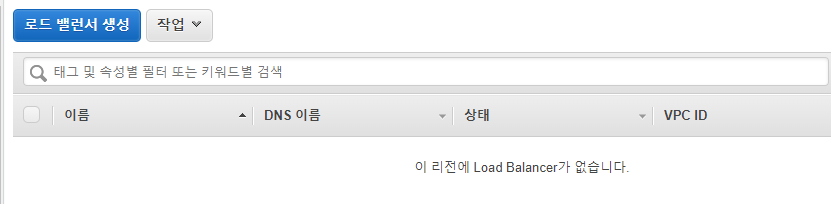 로드 밸런서 생성 작업
태그 및 속성별 필터 또는 키워드별 검색
이름 DNS 이름 상태 VPC ID
이 리전에 Load Balancer가 없습니다.